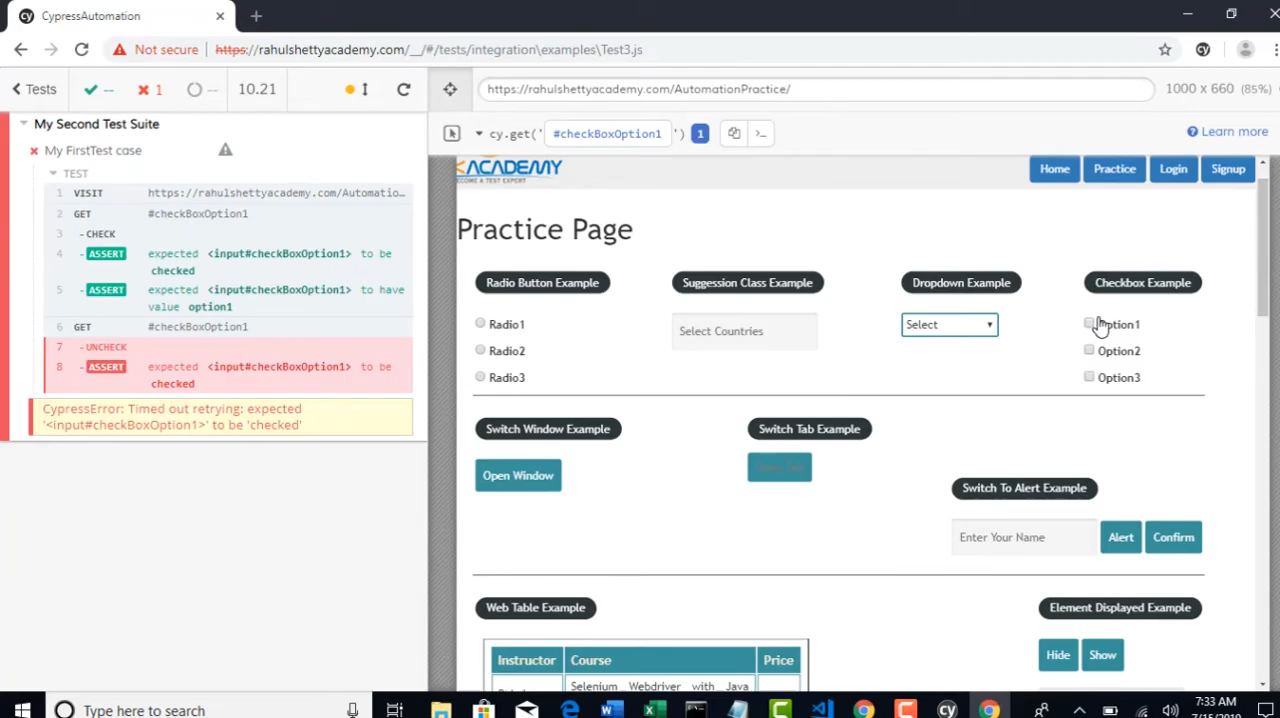 CypressAutomation
Not secure
https://rahulshettyacademy.com/__/#/tests/integration\examples\Test3.js
Tests
--
1
--
10.21
https://rahulshettyacademy.com/AutomationPractice/
1000 x 660 (85%)
cy.get('
#checkBoxOption1
')
1
>_
Learn more
My Second Test Suite
My FirstTest case
TEST
1 VISIT https://rahulshettyacademy.com/Automatio…
2 GET #checkBoxOption1
3 -CHECK
4 -ASSERT expected <input#checkBoxOption1> to be
checked
5 -ASSERT expected <input#checkBoxOption1> to have
value option1
6 GET #checkBoxOption1
7 -UNCHECK
8 -ASSERT expected <input#checkBoxOption1> to be
checked
CypressError: Timed out retrying: expected
'<input#checkBoxOption1>' to be 'checked'
ACADEMY
Home
Practice
Login
Signup
Practice Page
Radio Button Example
Suggession Class Example
Dropdown Example
Checkbox Example
Radio1
Radio2
Radio3
Select Countries
Select
Option1
Option2
Option3
Switch Window Example
Switch Tab Example
Open Window
Switch To Alert Example
Enter Your Name
Alert
Confirm
Web Table Example
Element Displayed Example
Hide
Show
Instructor Course Price
Selenium Webdriver with Java
Type here to search
7:33 AM